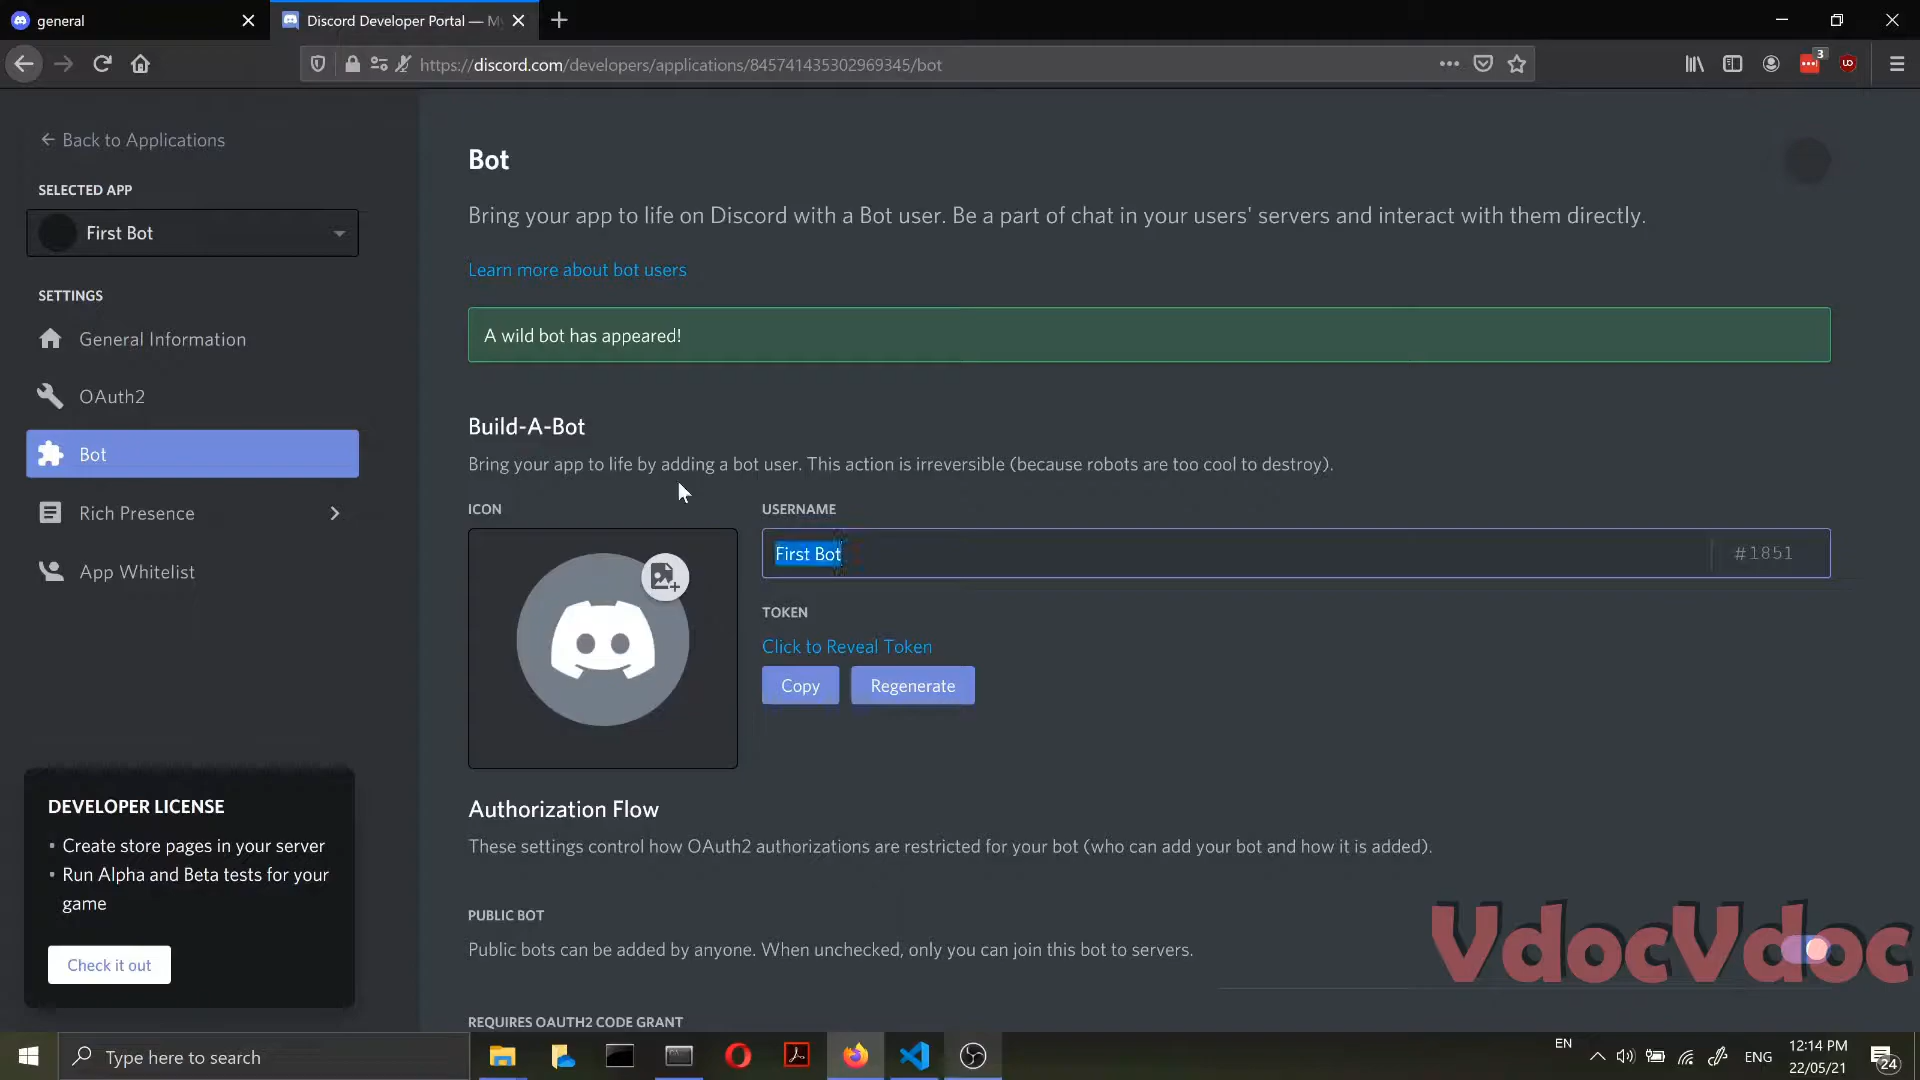 general
Discord Developer Portal — M
https://discord.com/developers/applications/845741435302969345/bot
3
Back to Applications
SELECTED APP
First Bot
SETTINGS
General Information
OAuth2
Bot
Rich Presence
App Whitelist
DEVELOPER LICENSE
• Create store pages in your server
• Run Alpha and Beta tests for your
game
Check it out
Bot
Bring your app to life on Discord with a Bot user. Be a part of chat in your users' servers and interact with them directly.
Learn more about bot users
A wild bot has appeared!
Build-A-Bot
Bring your app to life by adding a bot user. This action is irreversible (because robots are too cool to destroy).
ICON
USERNAME
First Bot
#1851
TOKEN
Click to Reveal Token
Copy
Regenerate
Authorization Flow
These settings control how OAuth2 authorizations are restricted for your bot (who can add your bot and how it is added).
PUBLIC BOT
Public bots can be added by anyone. When unchecked, only you can join this bot to servers.
REQUIRES OAUTH2 CODE GRANT
VdocVdoc
Type here to search
EN
ENG
12:14 PM
22/05/21
24